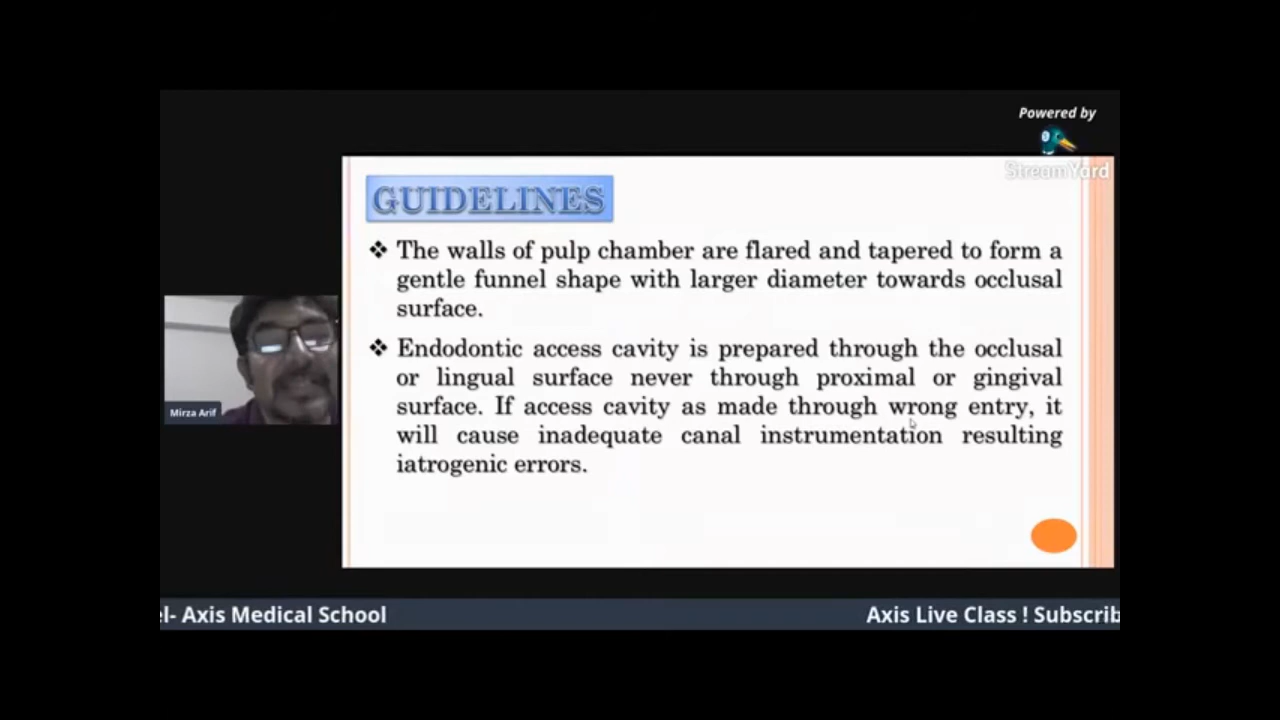 Powered by
StreamYard
GUIDELINES
❖ The walls of pulp chamber are flared and tapered to form a
gentle funnel shape with larger diameter towards occlusal
surface.
❖ Endodontic access cavity is prepared through the occlusal
or lingual surface never through proximal or gingival
surface. If access cavity as made through wrong entry, it
will cause inadequate canal instrumentation resulting
iatrogenic errors.
Mirza Arif
el- Axis Medical School
Axis Live Class ! Subscrib